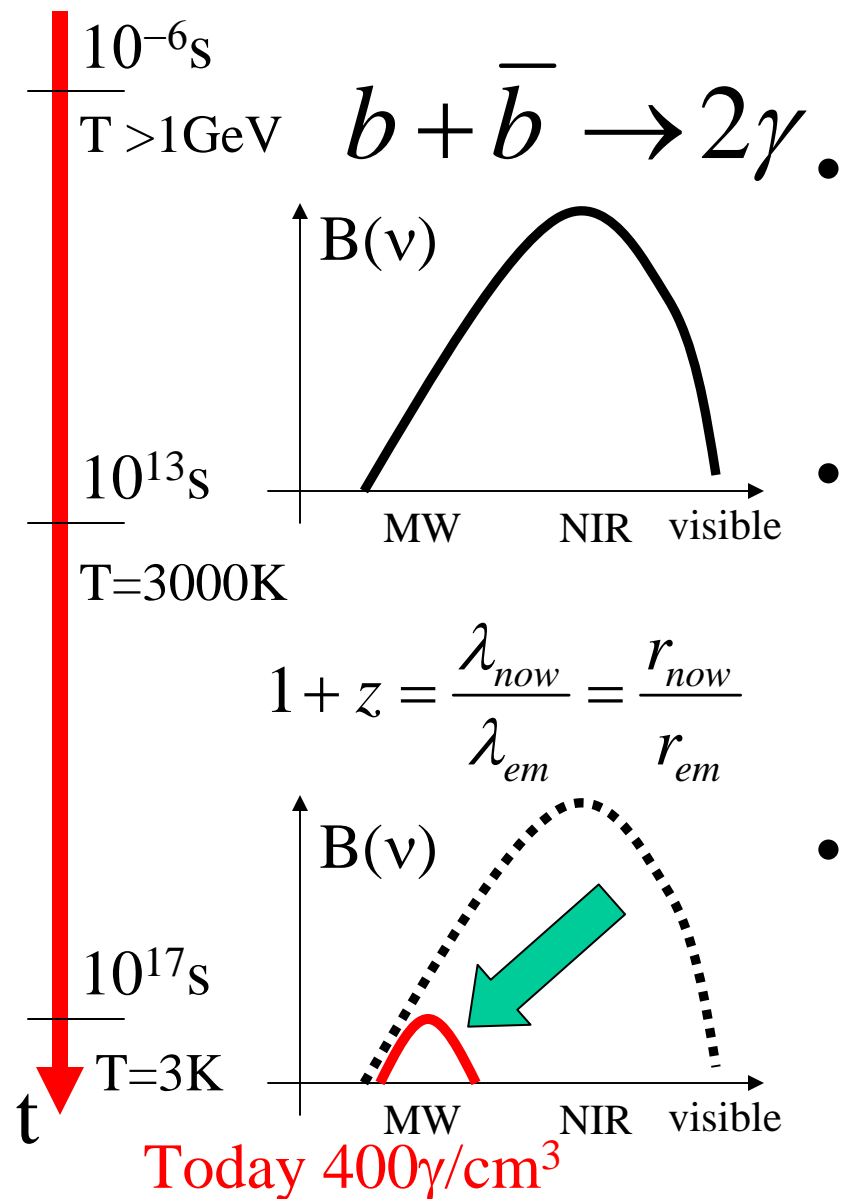 10⁻⁶s
T >1GeV
b + b̅ → 2γ
•
B(ν)
10¹³s
•
MW NIR visible
T=3000K
1 + z = λ_now / λ_em = r_now / r_em
B(ν)
•
10¹⁷s
T=3K
t
MW NIR visible
Today 400γ/cm³